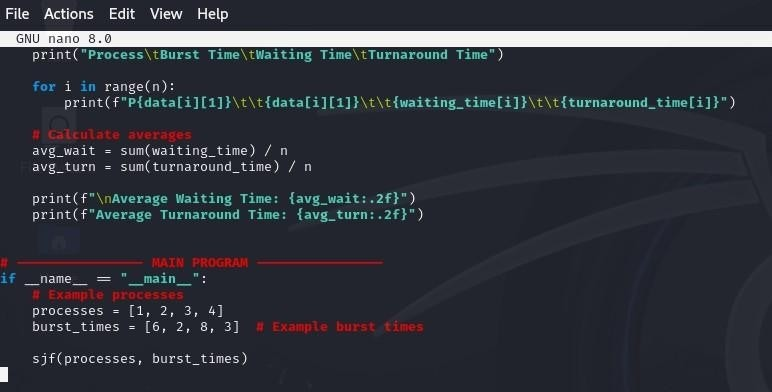 File Actions Edit View Help
GNU nano 8.0
    print("Process\tBurst Time\tWaiting Time\tTurnaround Time")
    for i in range(n):
        print(f"P{data[i][1]}\t\t{data[i][1]}\t\t{waiting_time[i]}\t\t{turnaround_time[i]}")
    # Calculate averages
    avg_wait = sum(waiting_time) / n
    avg_turn = sum(turnaround_time) / n
    print(f"\nAverage Waiting Time: {avg_wait:.2f}")
    print(f"Average Turnaround Time: {avg_turn:.2f}")
# ──────────────── MAIN PROGRAM ────────────────
if __name__ == "__main__":
    # Example processes
    processes = [1, 2, 3, 4]
    burst_times = [6, 2, 8, 3]  # Example burst times
    sjf(processes, burst_times)